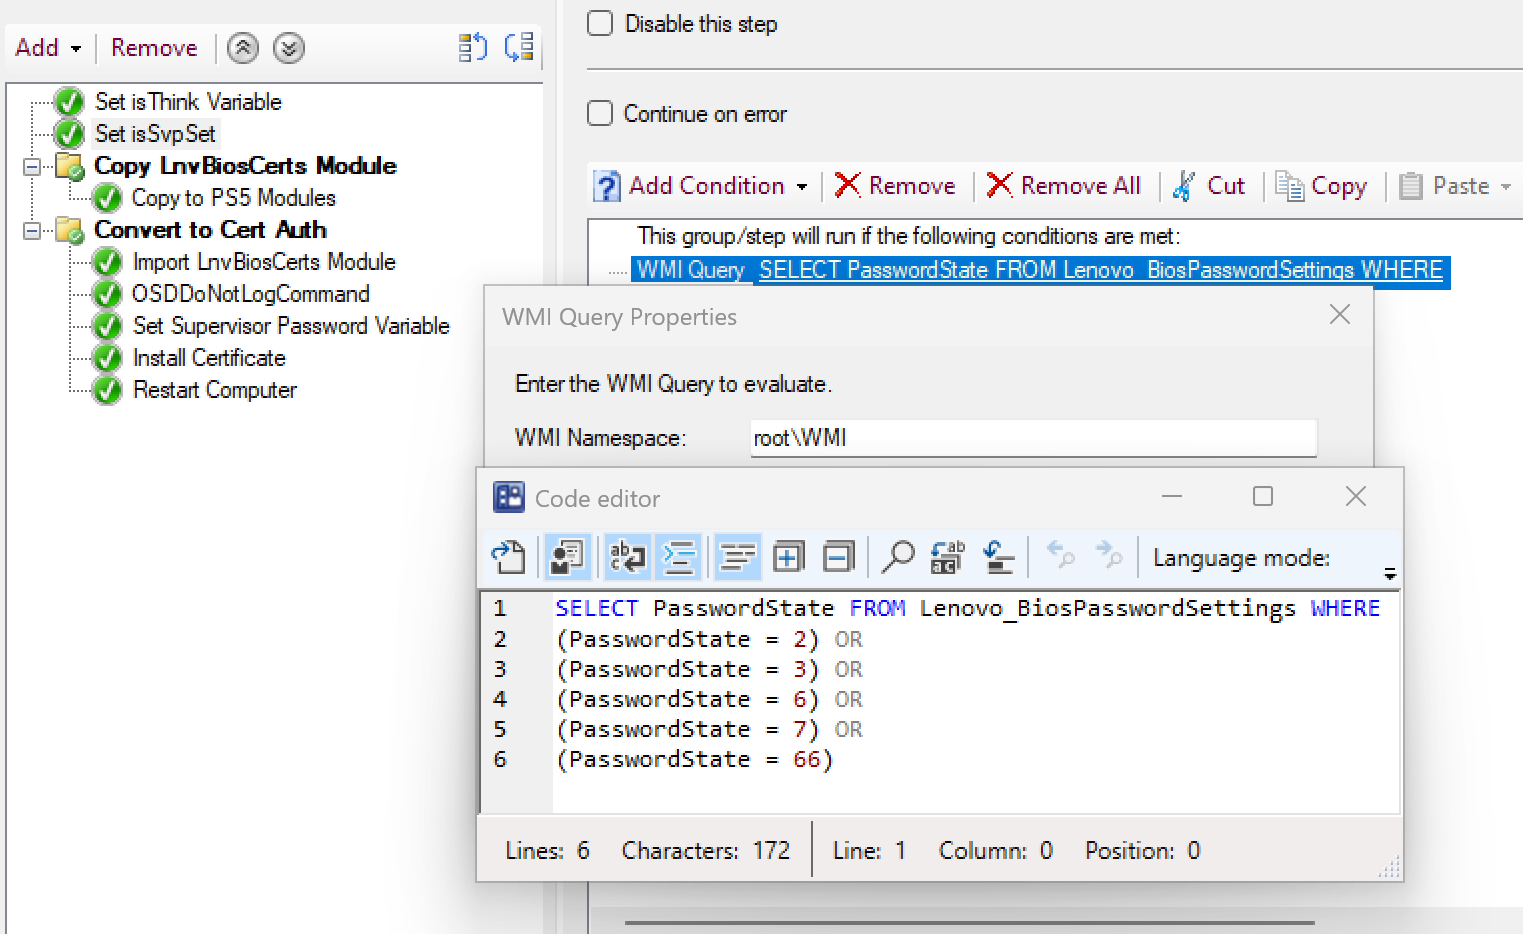 Add
Remove
Set isThink Variable
Set isSvpSet
Copy LnvBiosCerts Module
Copy to PS5 Modules
Convert to Cert Auth
Import LnvBiosCerts Module
OSDDoNotLogCommand
Set Supervisor Password Variable
Install Certificate
Restart Computer
Disable this step
Continue on error
Add Condition
Remove
Remove All
Cut
Copy
Paste
This group/step will run if the following conditions are met:
WMI Query SELECT PasswordState FROM Lenovo_BiosPasswordSettings WHERE
WMI Query Properties
Enter the WMI Query to evaluate.
WMI Namespace: root\WMI
Code editor
Language mode:
1 SELECT PasswordState FROM Lenovo_BiosPasswordSettings WHERE
2 (PasswordState = 2) OR
3 (PasswordState = 3) OR
4 (PasswordState = 6) OR
5 (PasswordState = 7) OR
6 (PasswordState = 66)
Lines: 6 Characters: 172 Line: 1 Column: 0 Position: 0